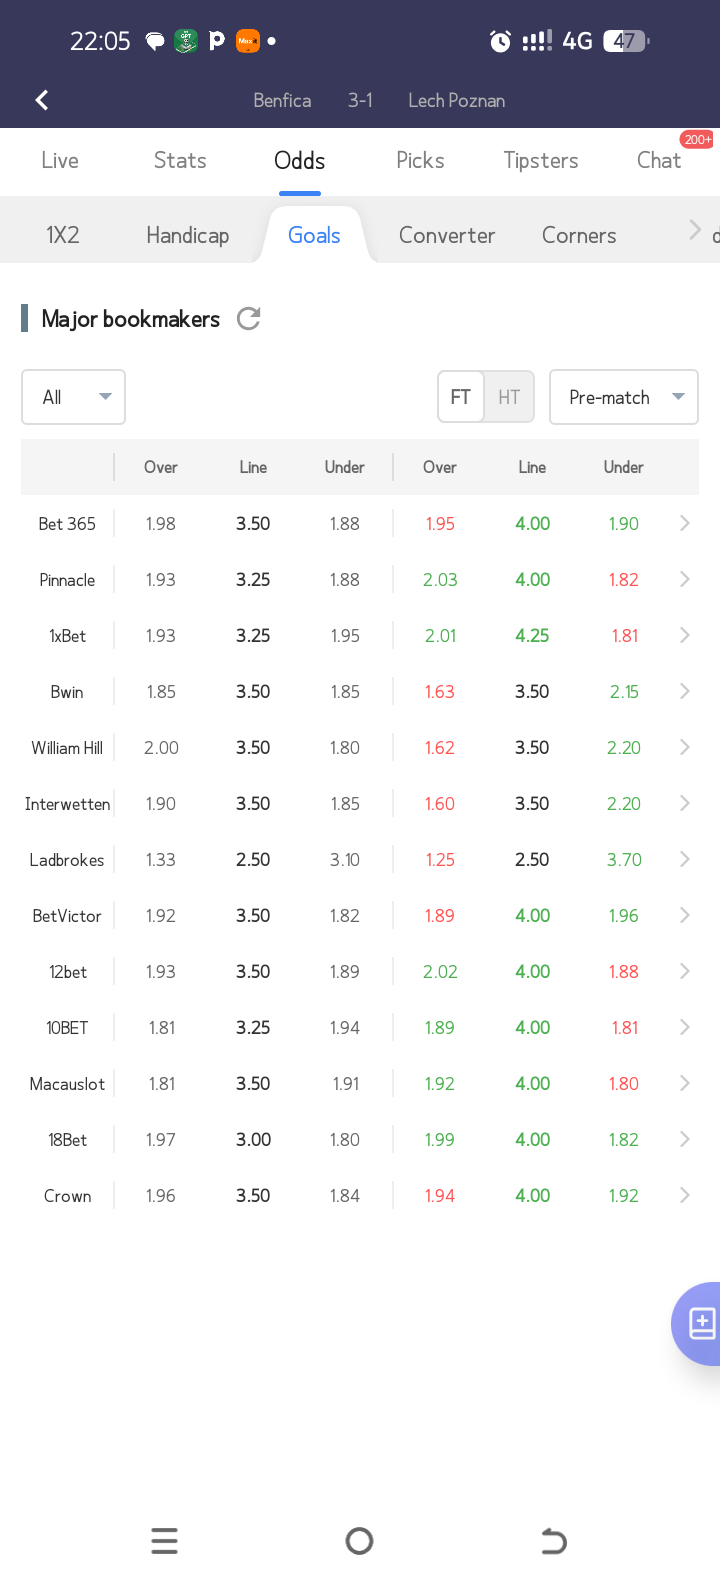 22:05 4G 47
Benfica 3-1 Lech Poznan
Live Stats Odds Picks Tipsters Chat 200+
1X2 Handicap Goals Converter Corners
Major bookmakers
All FT HT Pre-match
Over Line Under Over Line Under
Bet 365 1.98 3.50 1.88 1.95 4.00 1.90
Pinnacle 1.93 3.25 1.88 2.03 4.00 1.82
1xBet 1.93 3.25 1.95 2.01 4.25 1.81
Bwin 1.85 3.50 1.85 1.63 3.50 2.15
William Hill 2.00 3.50 1.80 1.62 3.50 2.20
Interwetten 1.90 3.50 1.85 1.60 3.50 2.20
Ladbrokes 1.33 2.50 3.10 1.25 2.50 3.70
BetVictor 1.92 3.50 1.82 1.89 4.00 1.96
12bet 1.93 3.50 1.89 2.02 4.00 1.88
10BET 1.81 3.25 1.94 1.89 4.00 1.81
Macauslot 1.81 3.50 1.91 1.92 4.00 1.80
18Bet 1.97 3.00 1.80 1.99 4.00 1.82
Crown 1.96 3.50 1.84 1.94 4.00 1.92